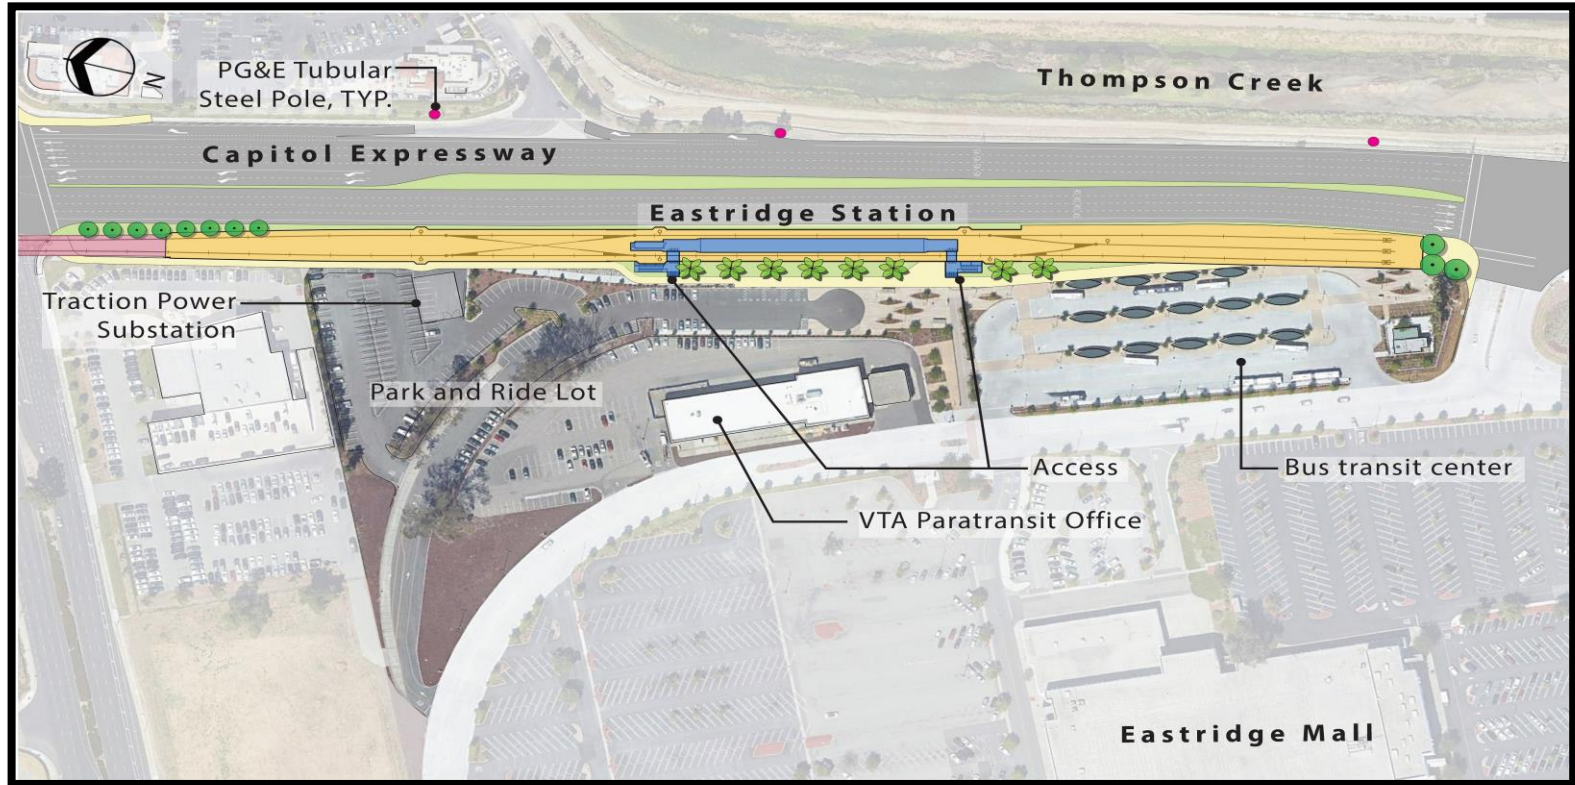 PG&E Tubular
Steel Pole, TYP.
N
Thompson Creek
Capitol Expressway
Eastridge Station
Traction Power
Substation
Park and Ride Lot
Access
Bus transit center
VTA Paratransit Office
Eastridge Mall